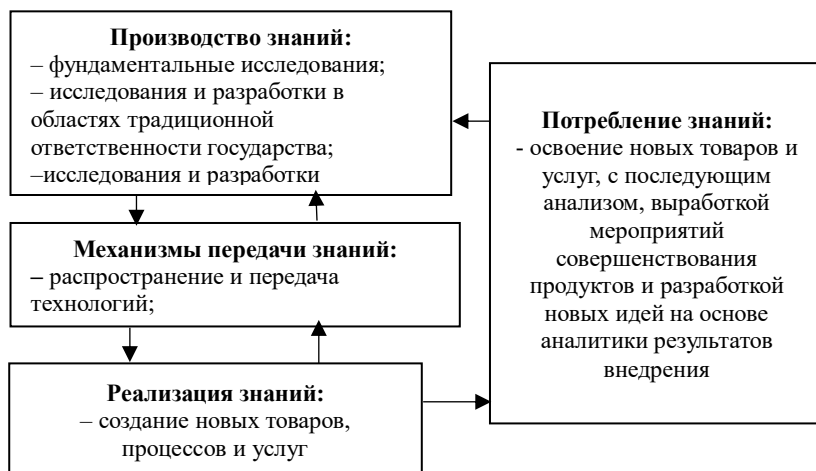 Производство знаний:
– фундаментальные исследования;
– исследования и разработки в
областях традиционной
ответственности государства;
–исследования и разработки
Механизмы передачи знаний:
– распространение и передача
технологий;
Реализация знаний:
– создание новых товаров,
процессов и услуг
Потребление знаний:
- освоение новых товаров и
услуг, с последующим
анализом, выработкой
мероприятий
совершенствования
продуктов и разработкой
новых идей на основе
аналитики результатов
внедрения